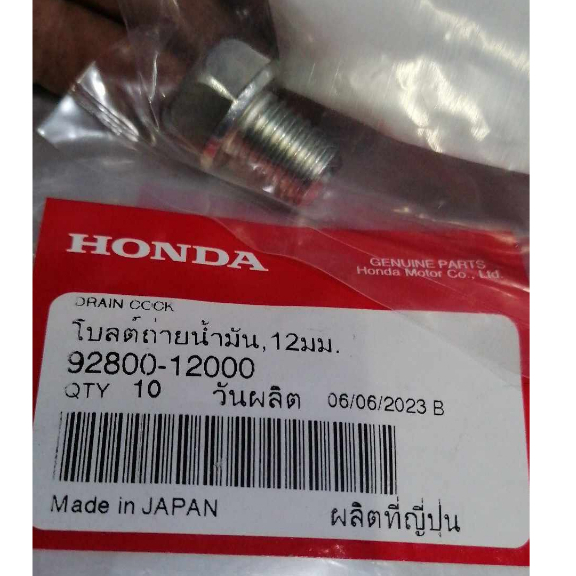 HONDA
GENUINE PARTS
Honda Motor Co., Ltd.
DRAIN COCK
โบลต์ถ่ายน้ำมัน,12มม.
92800-12000
QTY 10 วันผลิต 06/06/2023 B
Made in JAPAN ผลิตที่ญี่ปุ่น